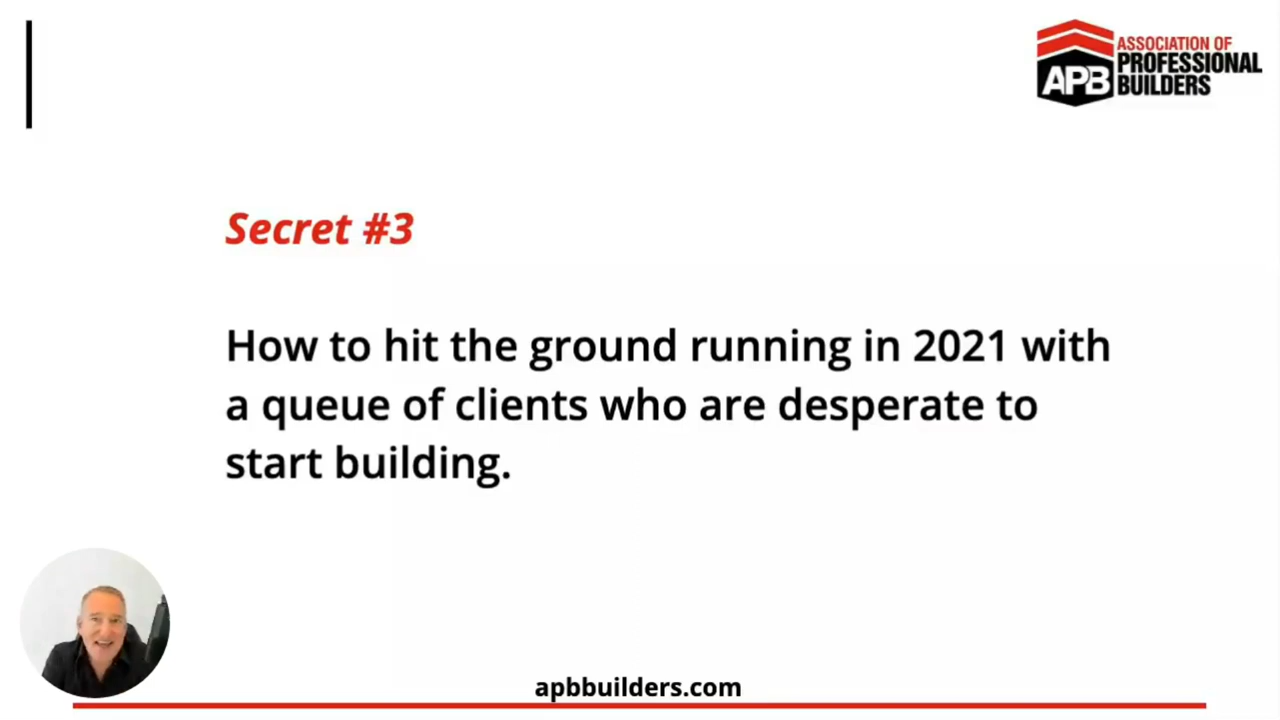 ASSOCIATION OF
PROFESSIONAL
BUILDERS
APB
Secret #3
How to hit the ground running in 2021 with
a queue of clients who are desperate to
start building.
apbbuilders.com